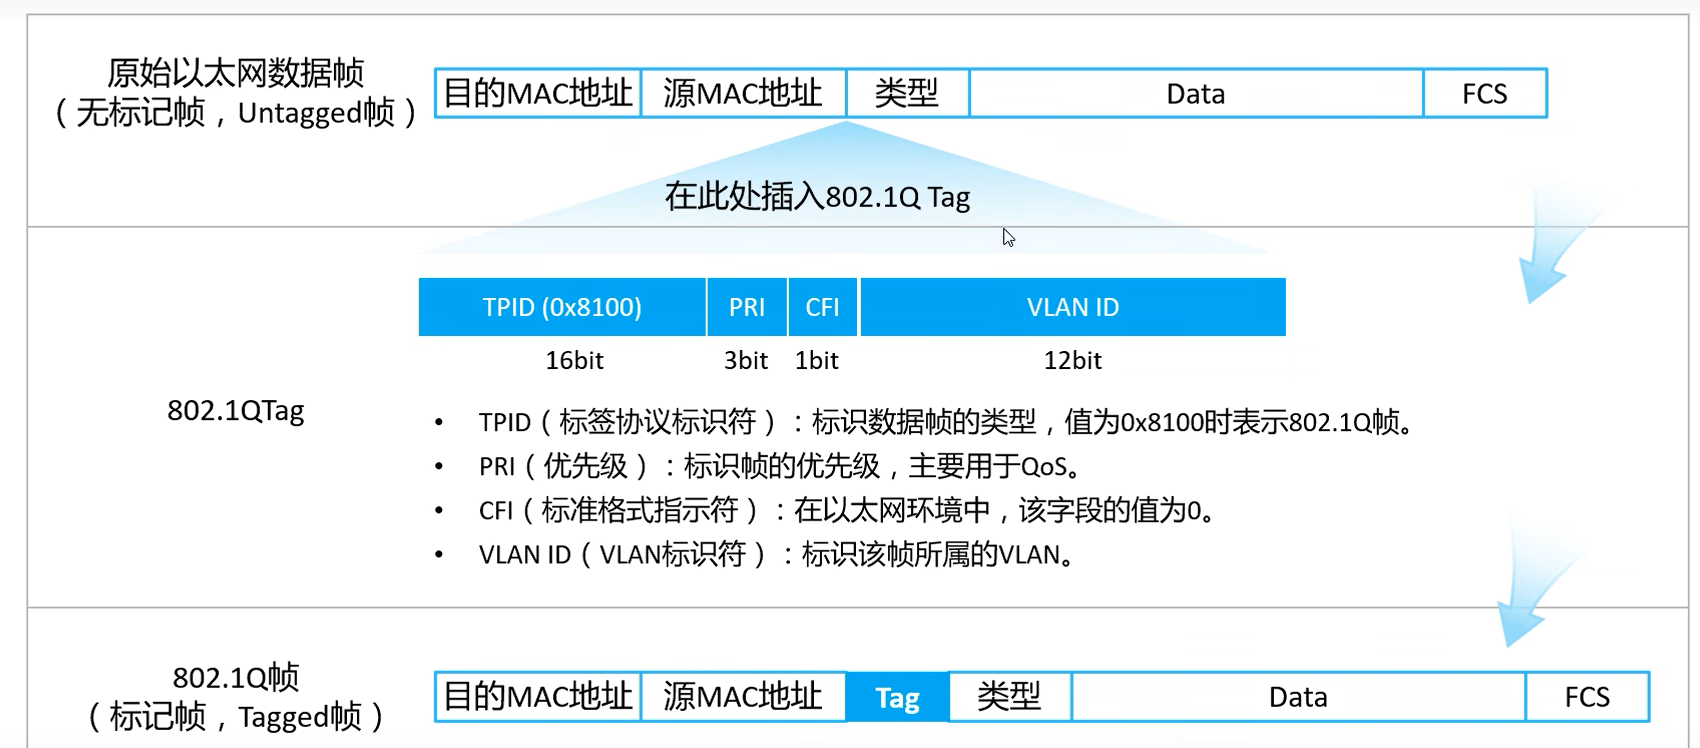 原始以太网数据帧
（无标记帧，Untagged帧）
目的MAC地址 源MAC地址 类型 Data FCS
在此处插入802.1Q Tag
TPID (0x8100) PRI CFI VLAN ID
16bit 3bit 1bit 12bit
802.1QTag
• TPID（标签协议标识符）：标识数据帧的类型，值为0x8100时表示802.1Q帧。
• PRI（优先级）：标识帧的优先级，主要用于QoS。
• CFI（标准格式指示符）：在以太网环境中，该字段的值为0。
• VLAN ID（VLAN标识符）：标识该帧所属的VLAN。
802.1Q帧
（标记帧，Tagged帧）
目的MAC地址 源MAC地址 Tag 类型 Data FCS